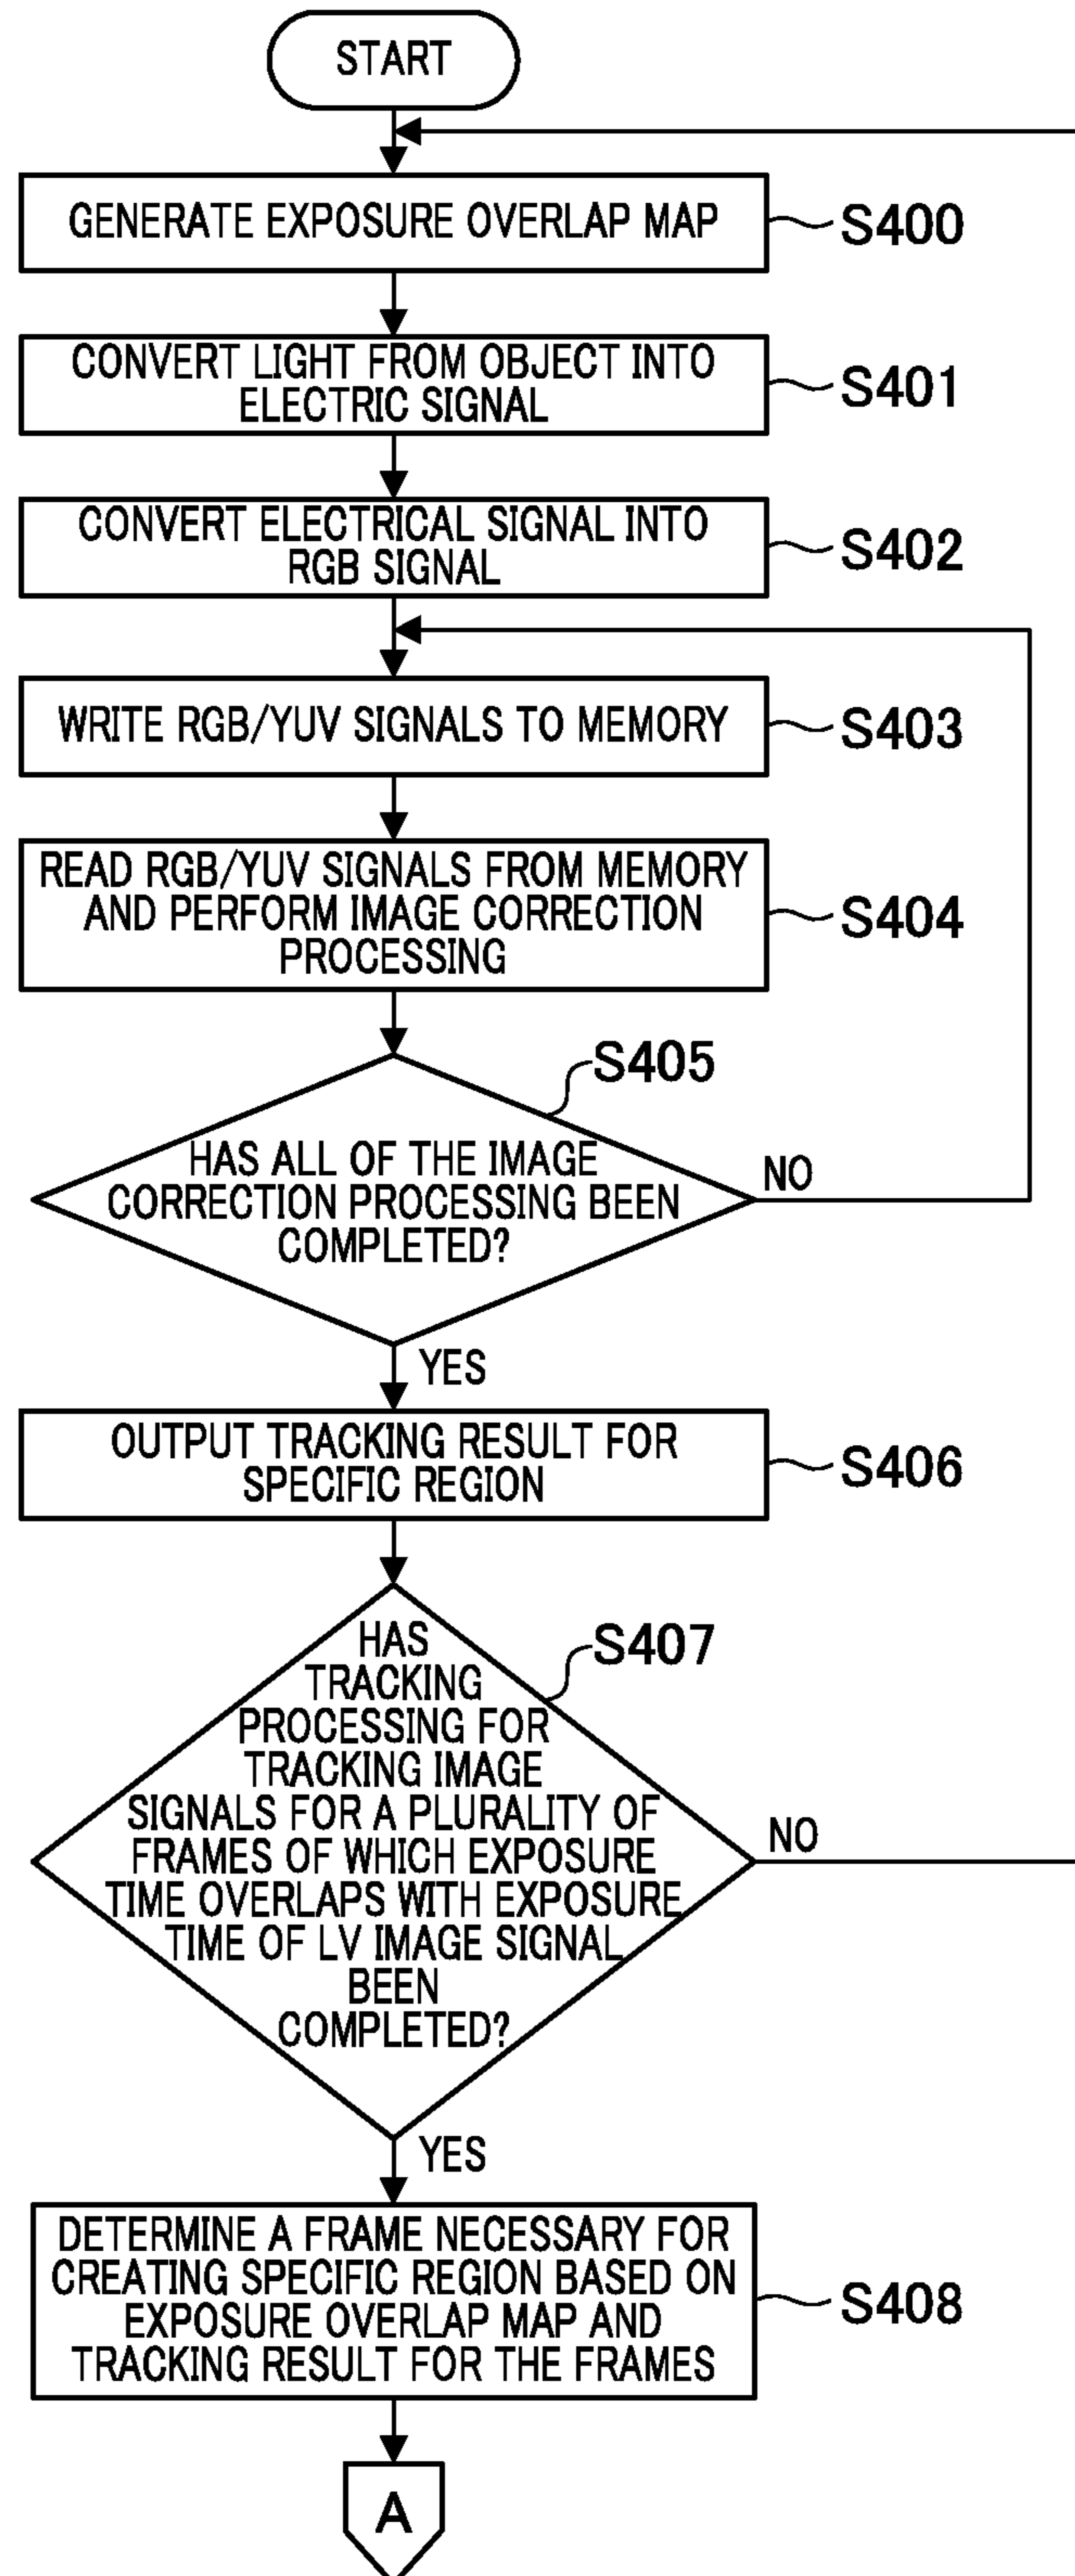 START
GENERATE EXPOSURE OVERLAP MAP
S400
CONVERT LIGHT FROM OBJECT INTO
ELECTRIC SIGNAL
S401
CONVERT ELECTRICAL SIGNAL INTO
RGB SIGNAL
S402
WRITE RGB/YUV SIGNALS TO MEMORY
S403
READ RGB/YUV SIGNALS FROM MEMORY
AND PERFORM IMAGE CORRECTION
PROCESSING
S404
S405
HAS ALL OF THE IMAGE
CORRECTION PROCESSING BEEN
COMPLETED?
NO
YES
OUTPUT TRACKING RESULT FOR
SPECIFIC REGION
S406
S407
HAS
TRACKING
PROCESSING FOR
TRACKING IMAGE
SIGNALS FOR A PLURALITY OF
FRAMES OF WHICH EXPOSURE
TIME OVERLAPS WITH EXPOSURE
TIME OF LV IMAGE SIGNAL
BEEN
COMPLETED?
NO
YES
DETERMINE A FRAME NECESSARY FOR
CREATING SPECIFIC REGION BASED ON
EXPOSURE OVERLAP MAP AND
TRACKING RESULT FOR THE FRAMES
S408
A